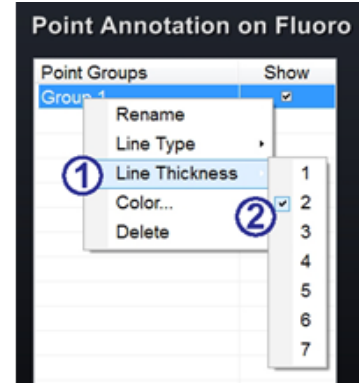 Point Annotation on Fluoro
Point Groups Show
Group 1
Rename
Line Type
1 Line Thickness
Color...
Delete
2
1
2
3
4
5
6
7